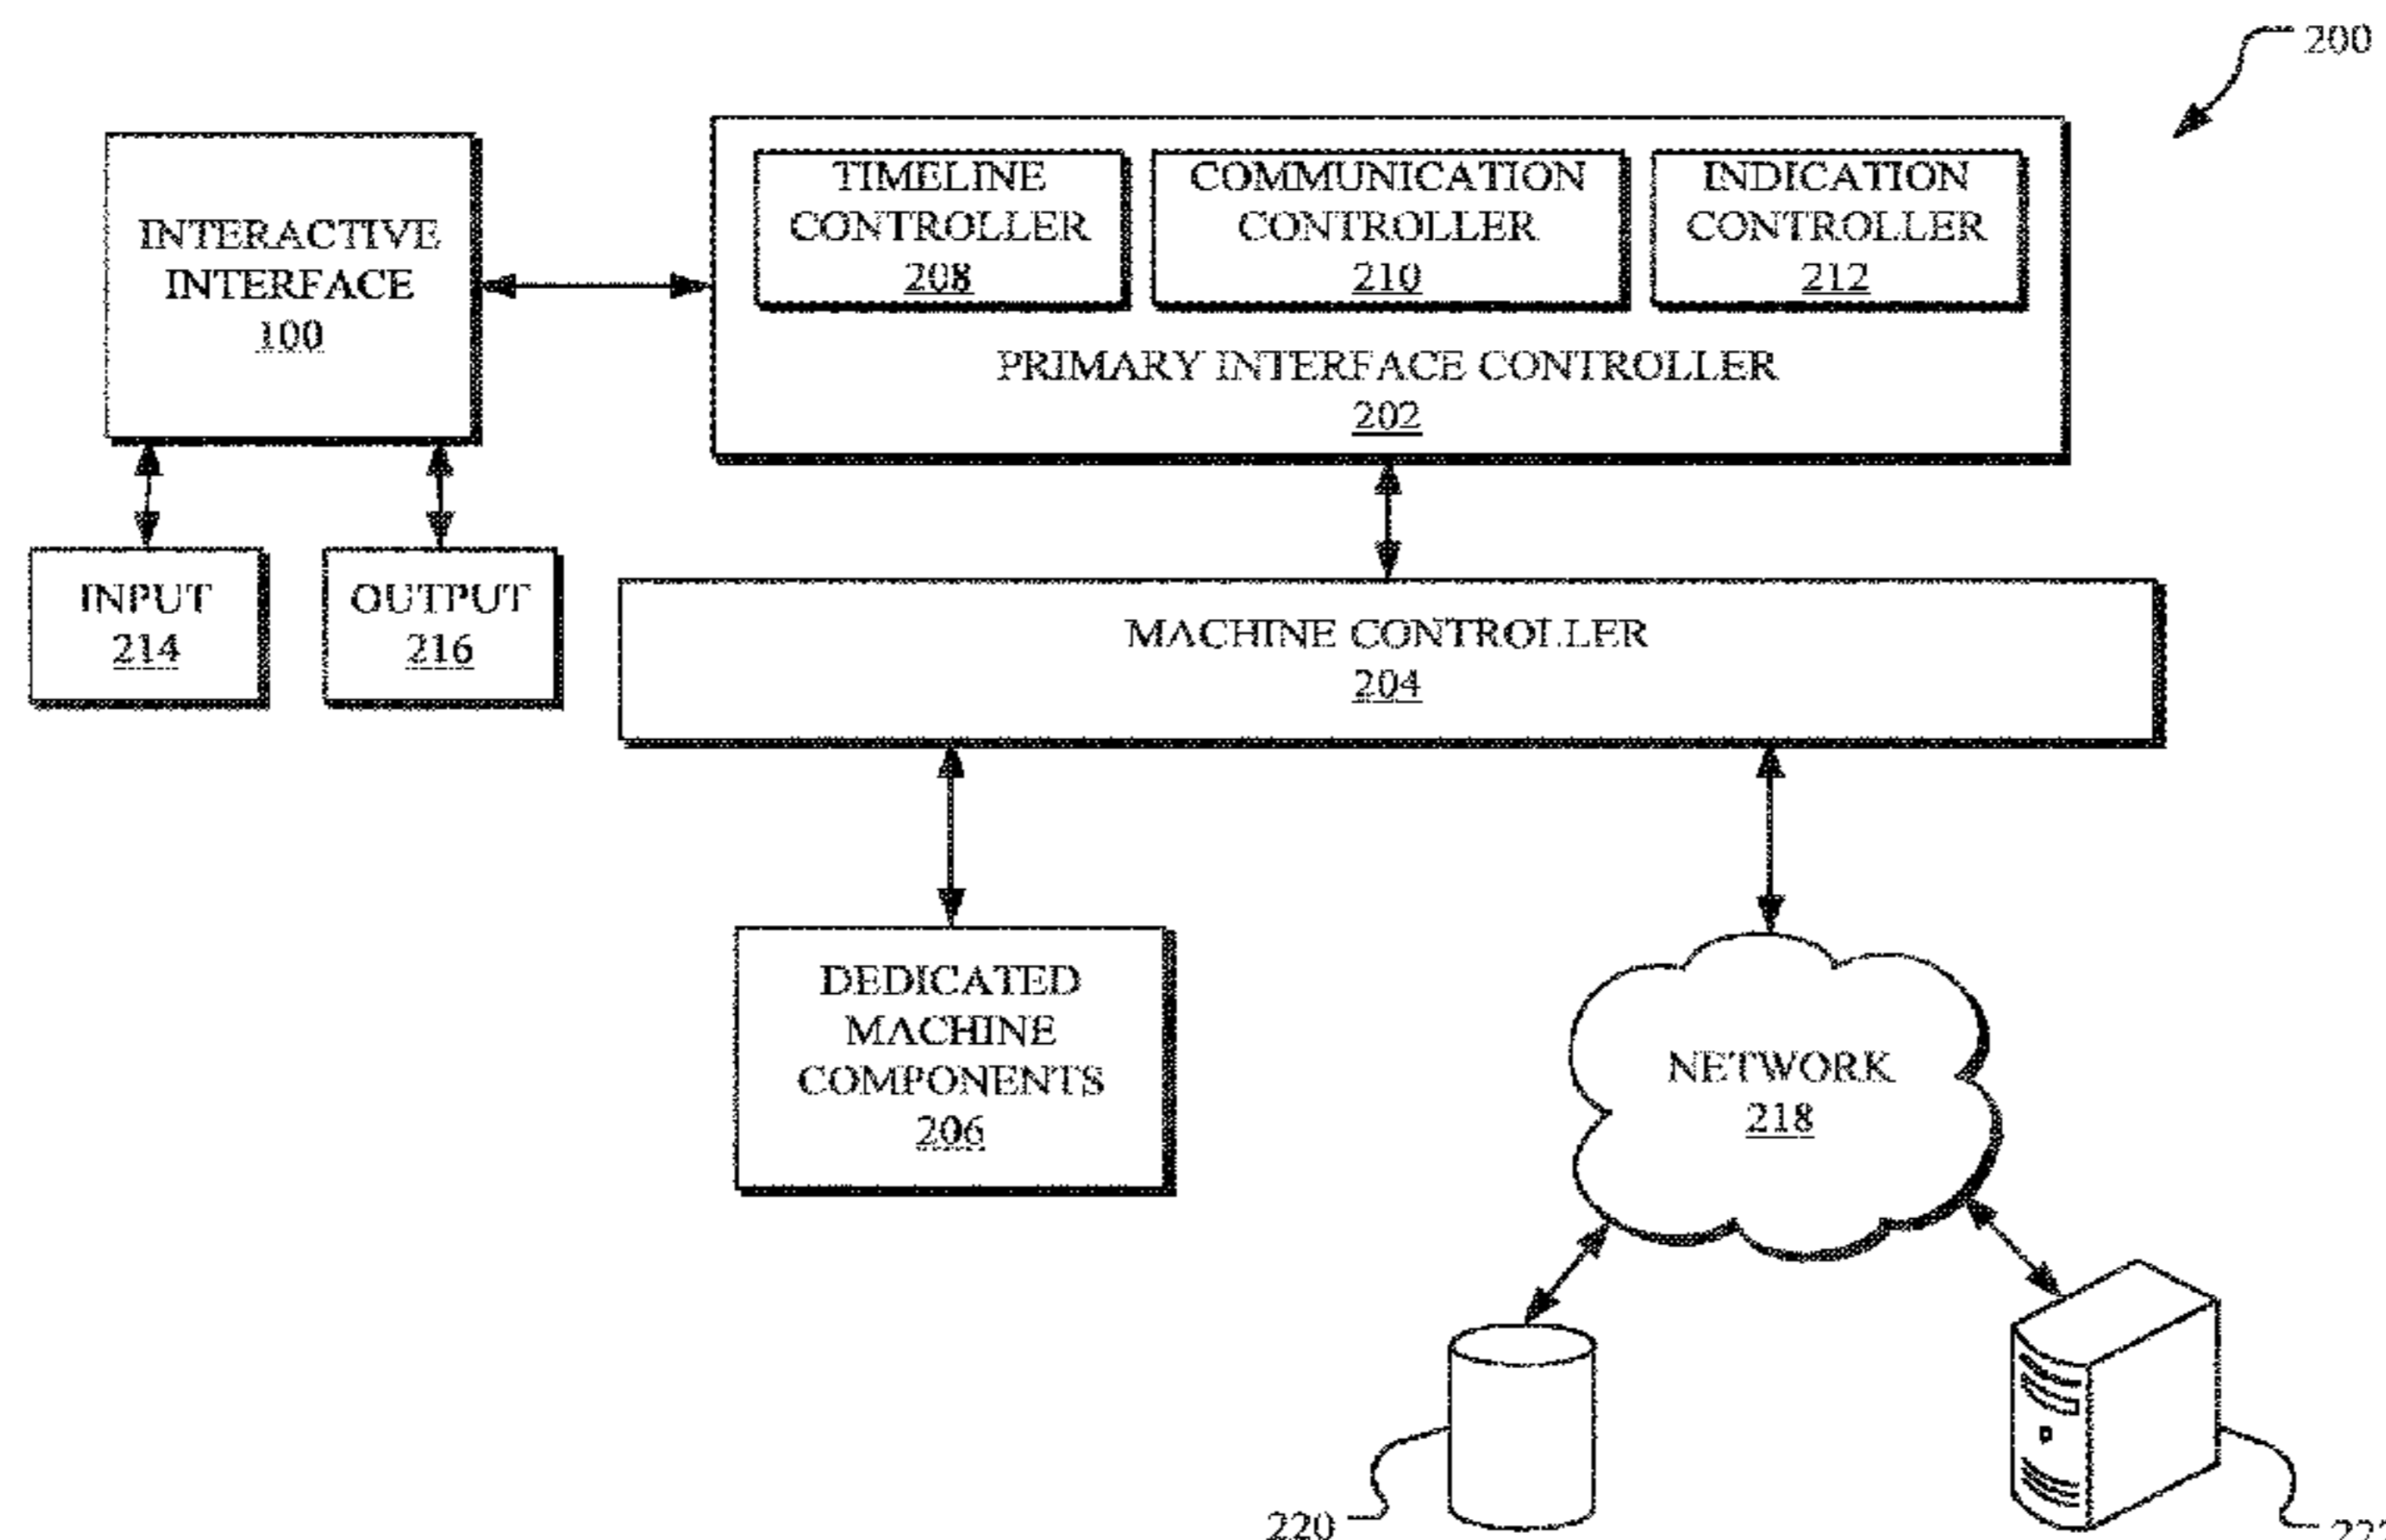 200
INTERACTIVE
INTERFACE
100
TIMELINE
CONTROLLER
208
COMMUNICATION
CONTROLLER
210
INDICATION
CONTROLLER
212
PRIMARY INTERFACE CONTROLLER
202
INPUT
214
OUTPUT
216
MACHINE CONTROLLER
204
DEDICATED
MACHINE
COMPONENTS
206
NETWORK
218
220